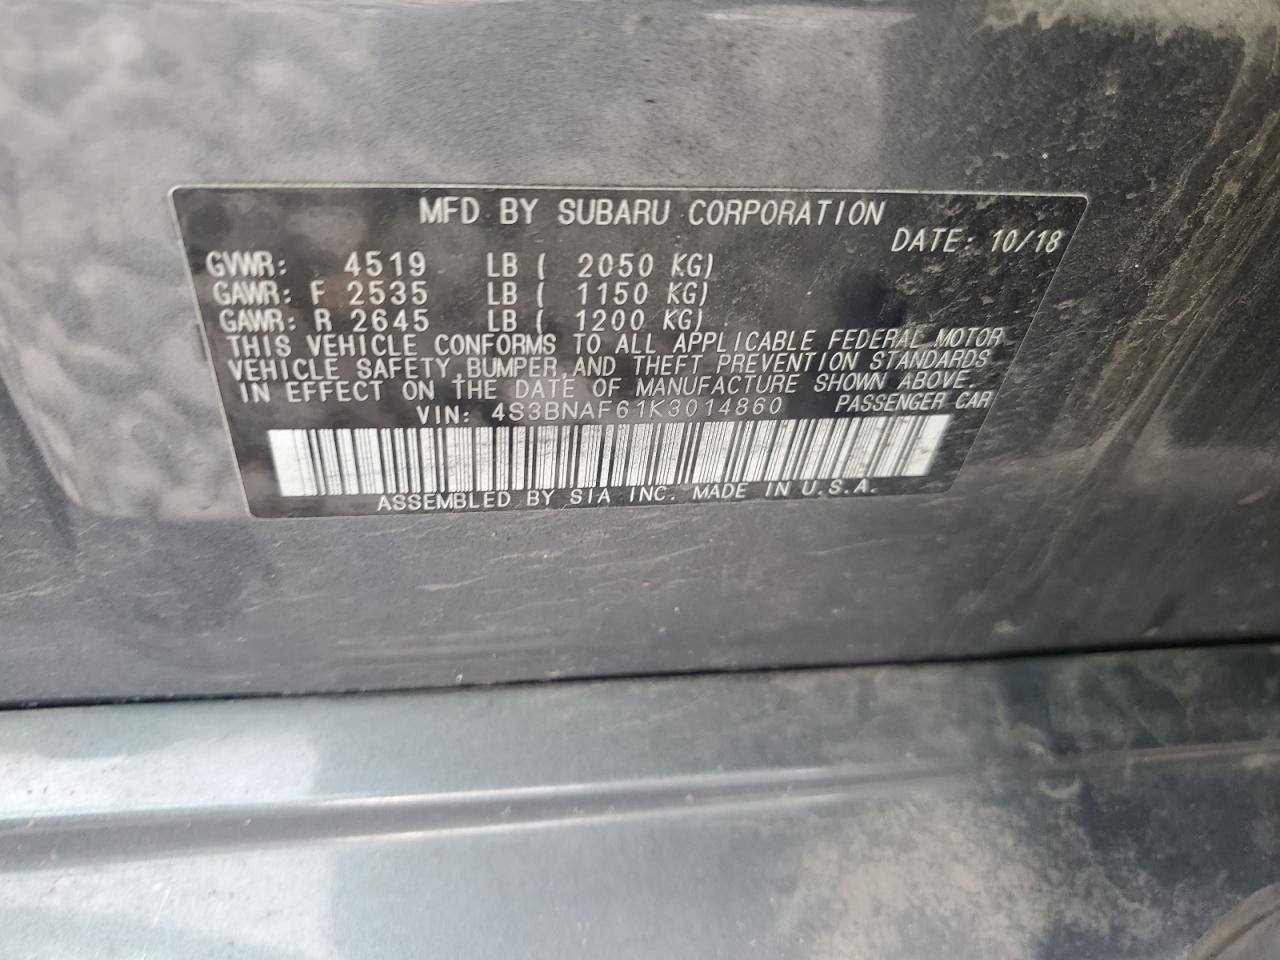 MFD BY SUBARU CORPORATION
DATE: 10/18
GVWR: 4519 LB ( 2050 KG)
GAWR: F 2535 LB ( 1150 KG)
GAWR: R 2645 LB ( 1200 KG)
THIS VEHICLE CONFORMS TO ALL APPLICABLE FEDERAL MOTOR
VEHICLE SAFETY, BUMPER, AND THEFT PREVENTION STANDARDS
IN EFFECT ON THE DATE OF MANUFACTURE SHOWN ABOVE.
VIN: 4S3BNAF61K3014860 PASSENGER CAR
ASSEMBLED BY SIA INC. MADE IN U.S.A.